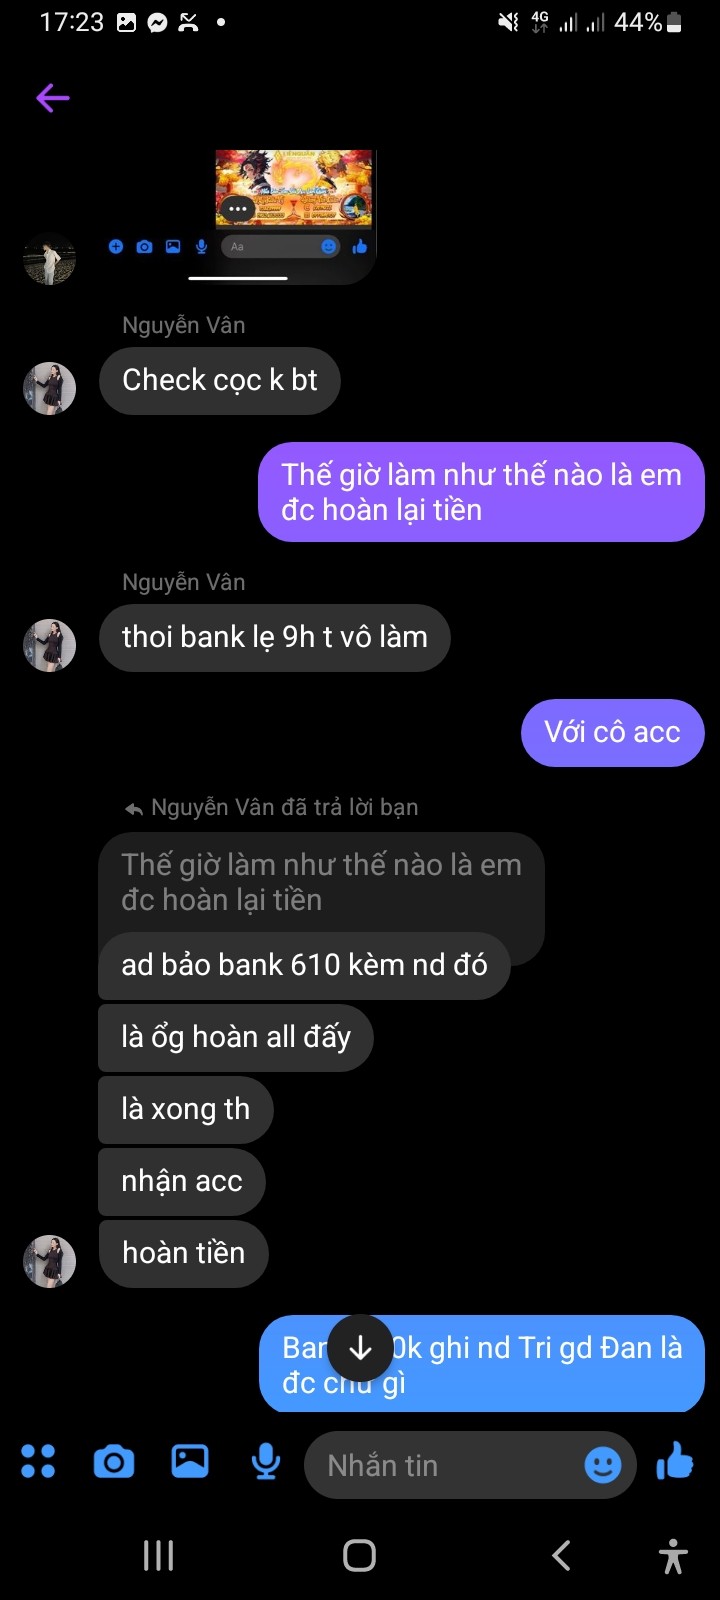 17:23
4G
44%
Aa
Nguyễn Vân
Check cọc k bt
Thế giờ làm như thế nào là em
đc hoàn lại tiền
Nguyễn Vân
thoi bank lẹ 9h t vô làm
Với cô acc
Nguyễn Vân đã trả lời bạn
Thế giờ làm như thế nào là em
đc hoàn lại tiền
ad bảo bank 610 kèm nd đó
là ổg hoàn all đấy
là xong th
nhận acc
hoàn tiền
ghi nd Tri gd Đan là
đc chứ gì
Nhắn tin